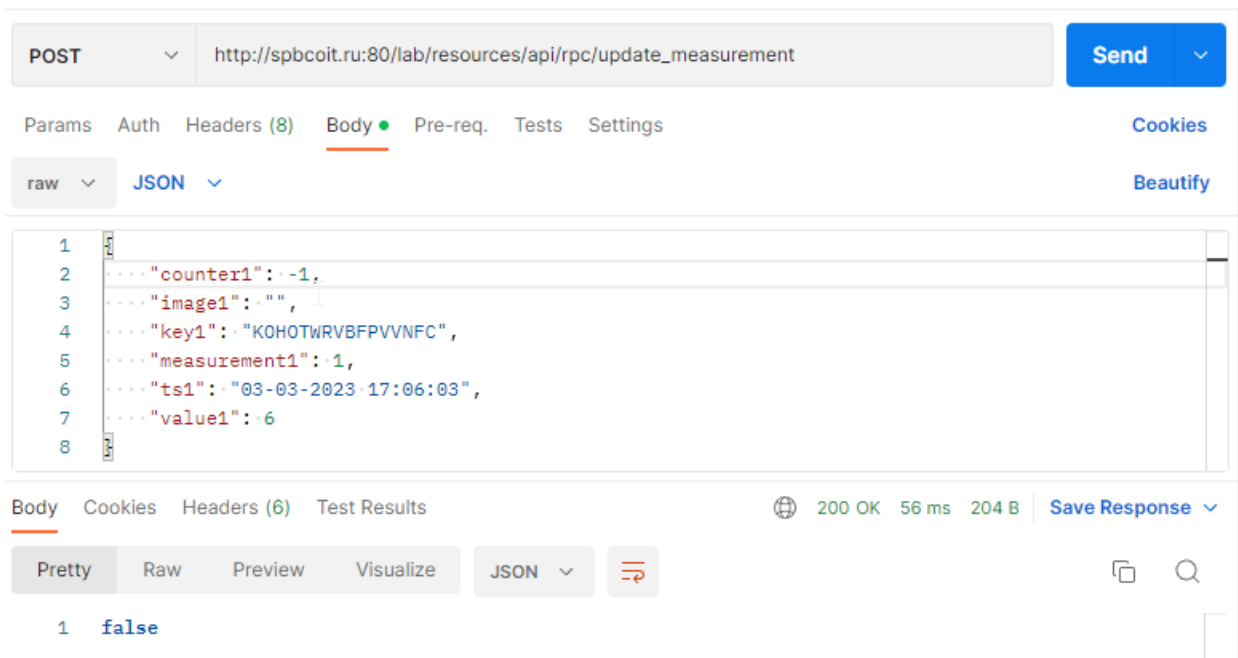 POST http://spbcoit.ru:80/lab/resources/api/rpc/update_measurement Send
Params Auth Headers (8) Body Pre-req. Tests Settings Cookies
raw JSON Beautify
1 {
2 "counter1": -1,
3 "image1": "",
4 "key1": "KOHOTWRVBFPVVNFC",
5 "measurement1": 1,
6 "ts1": "03-03-2023 17:06:03",
7 "value1": 6
8 }
Body Cookies Headers (6) Test Results 200 OK 56 ms 204 B Save Response
Pretty Raw Preview Visualize JSON
1 false